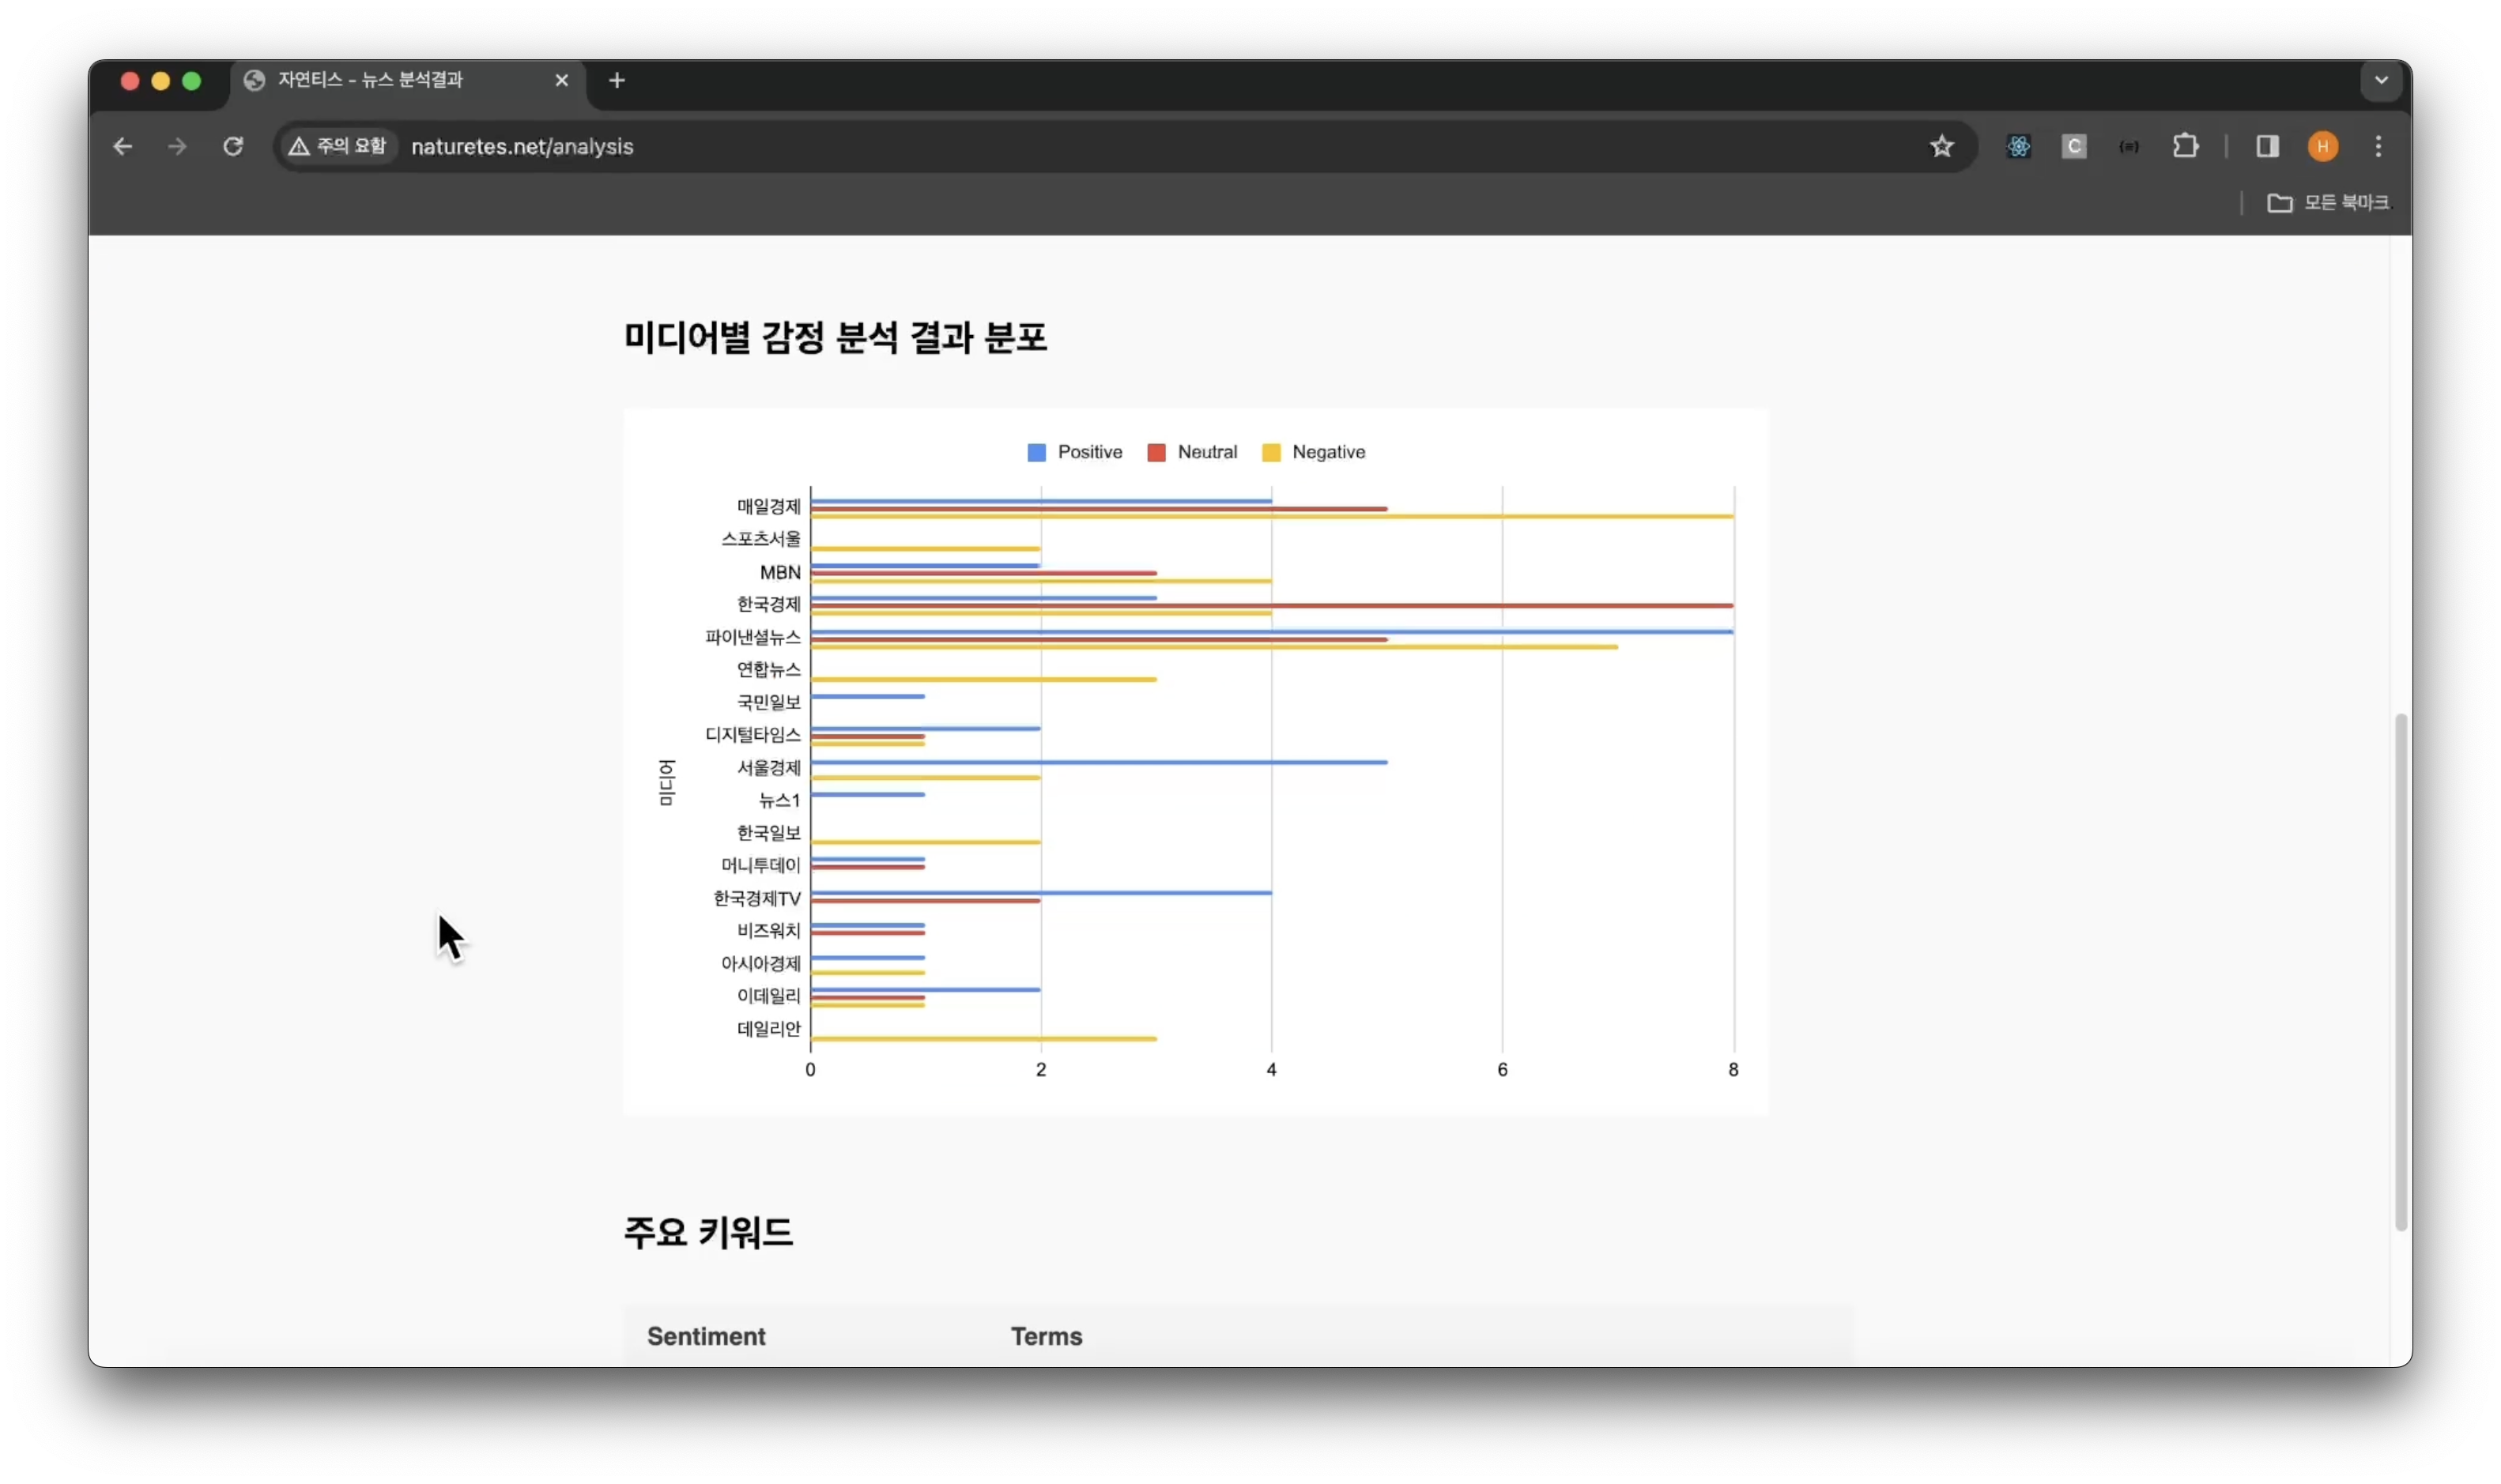 자연티스 - 뉴스 분석결과
주의 요함 naturetes.net/analysis
C
H
모든 북마크
미디어별 감정 분석 결과 분포
Positive Neutral Negative
매일경제
스포츠서울
MBN
한국경제
파이낸셜뉴스
연합뉴스
국민일보
디지털타임스
서울경제
뉴스1
한국일보
머니투데이
한국경제TV
비즈워치
아시아경제
이데일리
데일리안
미디어
0 2 4 6 8
주요 키워드
Sentiment Terms